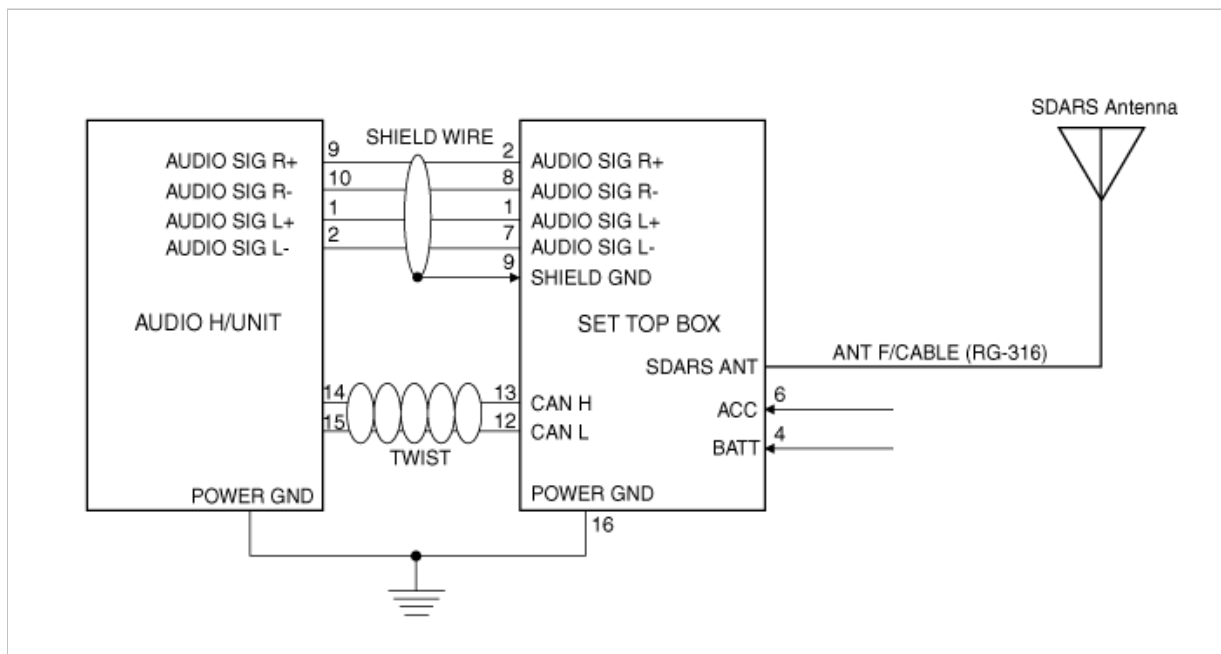 SDARS Antenna
SHIELD WIRE
AUDIO SIG R+ 9 2 AUDIO SIG R+
AUDIO SIG R- 10 8 AUDIO SIG R-
AUDIO SIG L+ 1 1 AUDIO SIG L+
AUDIO SIG L- 2 7 AUDIO SIG L-
9 SHIELD GND
AUDIO H/UNIT
SET TOP BOX
ANT F/CABLE (RG-316)
SDARS ANT
14 13 CAN H
15 12 CAN L
TWIST
ACC 6
BATT 4
POWER GND
POWER GND
16